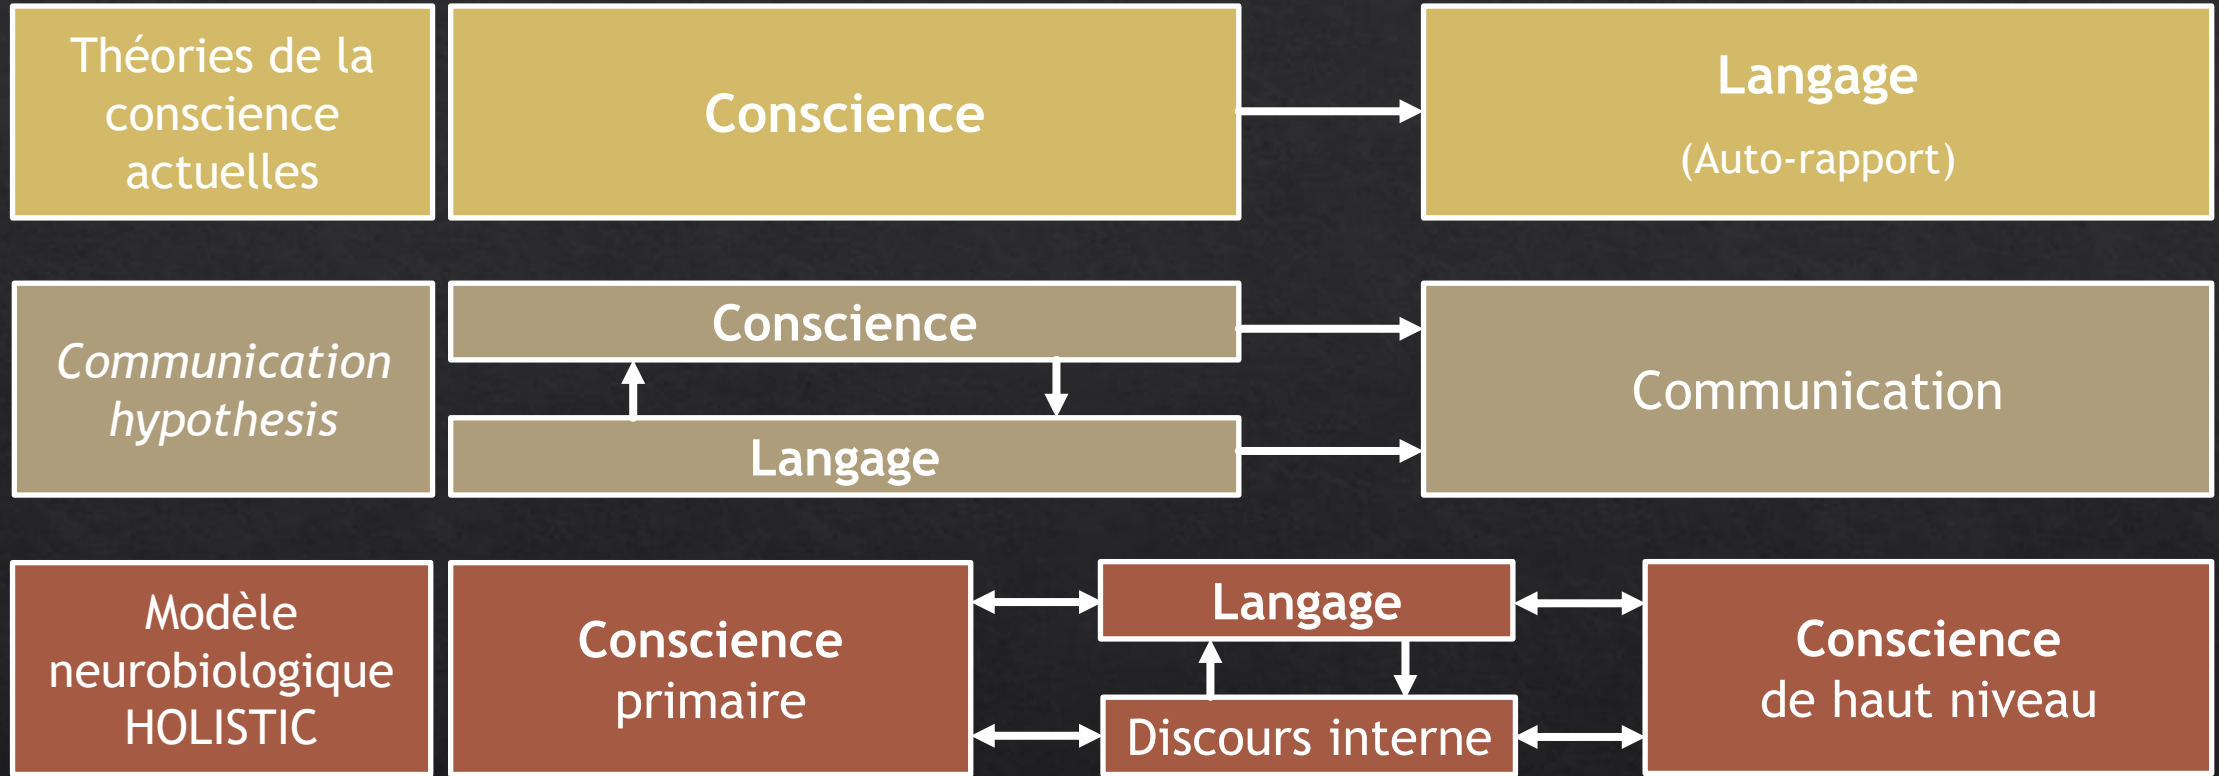 Théories de la
conscience
actuelles
Conscience
Langage
(Auto-rapport)
Communication
hypothesis
Conscience
Langage
Communication
Modèle
neurobiologique
HOLISTIC
Conscience
primaire
Langage
Discours interne
Conscience
de haut niveau